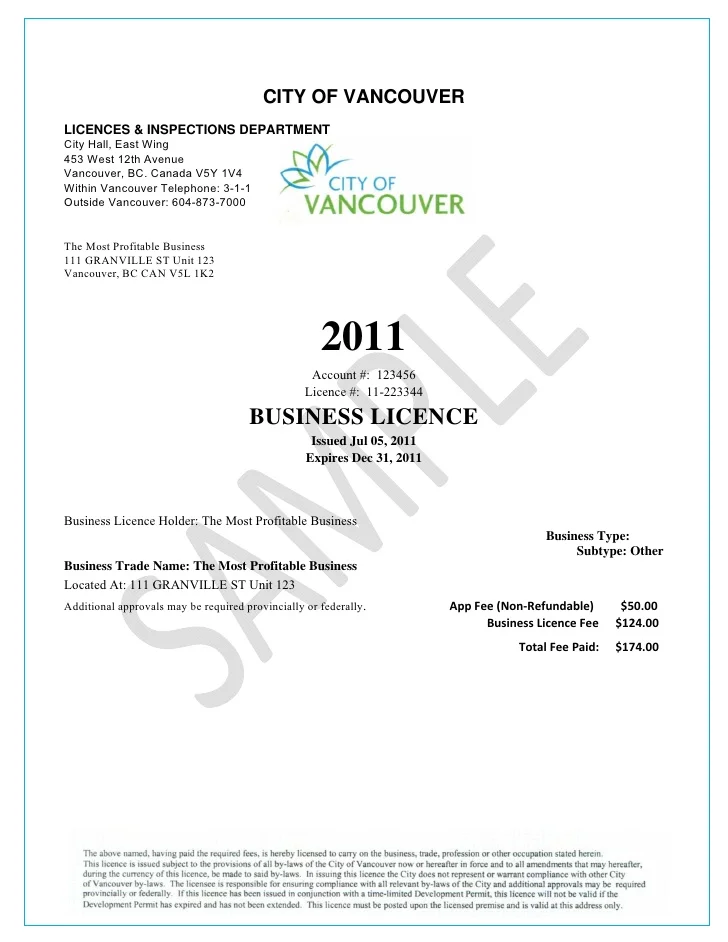 CITY OF VANCOUVER
LICENCES & INSPECTIONS DEPARTMENT
City Hall, East Wing
453 West 12th Avenue
Vancouver, BC. Canada V5Y 1V4
Within Vancouver Telephone: 3-1-1
Outside Vancouver: 604-873-7000
CITY OF
VANCOUVER
The Most Profitable Business
111 GRANVILLE ST Unit 123
Vancouver, BC CAN V5L 1K2
SAMPLE
2011
Account #: 123456
Licence #: 11-223344
BUSINESS LICENCE
Issued Jul 05, 2011
Expires Dec 31, 2011
Business Licence Holder: The Most Profitable Business
Business Type:
Subtype: Other
Business Trade Name: The Most Profitable Business
Located At: 111 GRANVILLE ST Unit 123
Additional approvals may be required provincially or federally.
App Fee (Non-Refundable) $50.00
Business Licence Fee $124.00
Total Fee Paid: $174.00
The above named, having paid the required fees, is hereby licensed to carry on the business, trade, profession or other occupation stated herein.
This licence is issued subject to the provisions of all by-laws of the City of Vancouver now or hereafter in force and to all amendments that may hereafter,
during the currency of this licence, be made to said by-laws. In issuing this licence the City does not represent or warrant compliance with other City
of Vancouver by-laws. The licensee is responsible for ensuring compliance with all relevant by-laws of the City and additional approvals may be required
provincially or federally. If this licence has been issued in conjunction with a time-limited Development Permit, this licence will not be valid if the
Development Permit has expired and has not been extended. This licence must be posted upon the licensed premise and is valid at this address only.